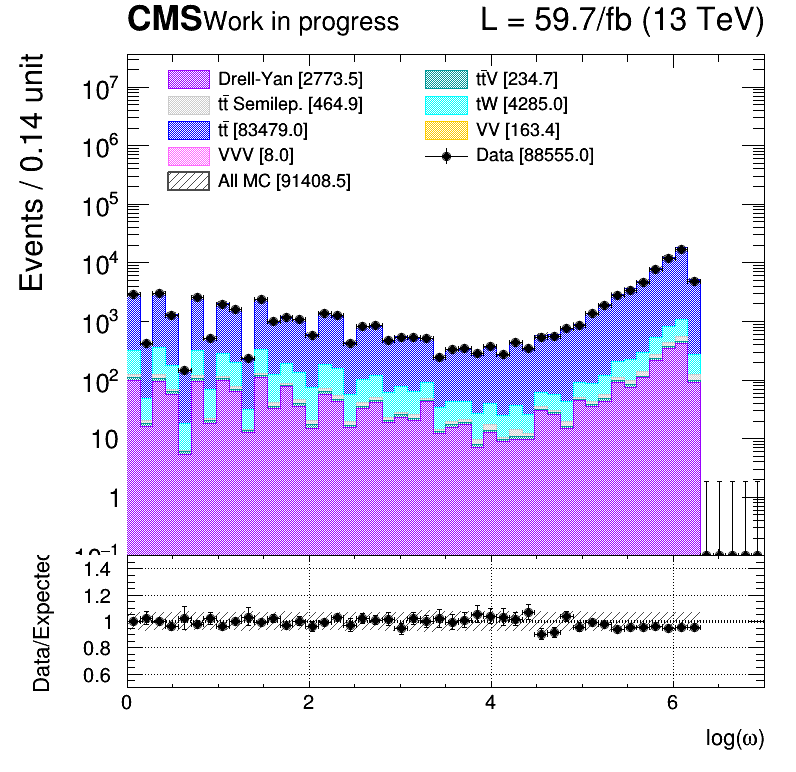 CMS Work in progress L = 59.7/fb (13 TeV)
Events / 0.14 unit
10⁷
10⁶
10⁵
10⁴
10³
10²
10
1
10⁻¹
Drell-Yan [2773.5]
tt̄ Semilep. [464.9]
tt̄ [83479.0]
VVV [8.0]
All MC [91408.5]
tt̄V [234.7]
tW [4285.0]
VV [163.4]
Data [88555.0]
Data/Expected
1.4
1.2
1
0.8
0.6
0 2 4 6
log(ω)